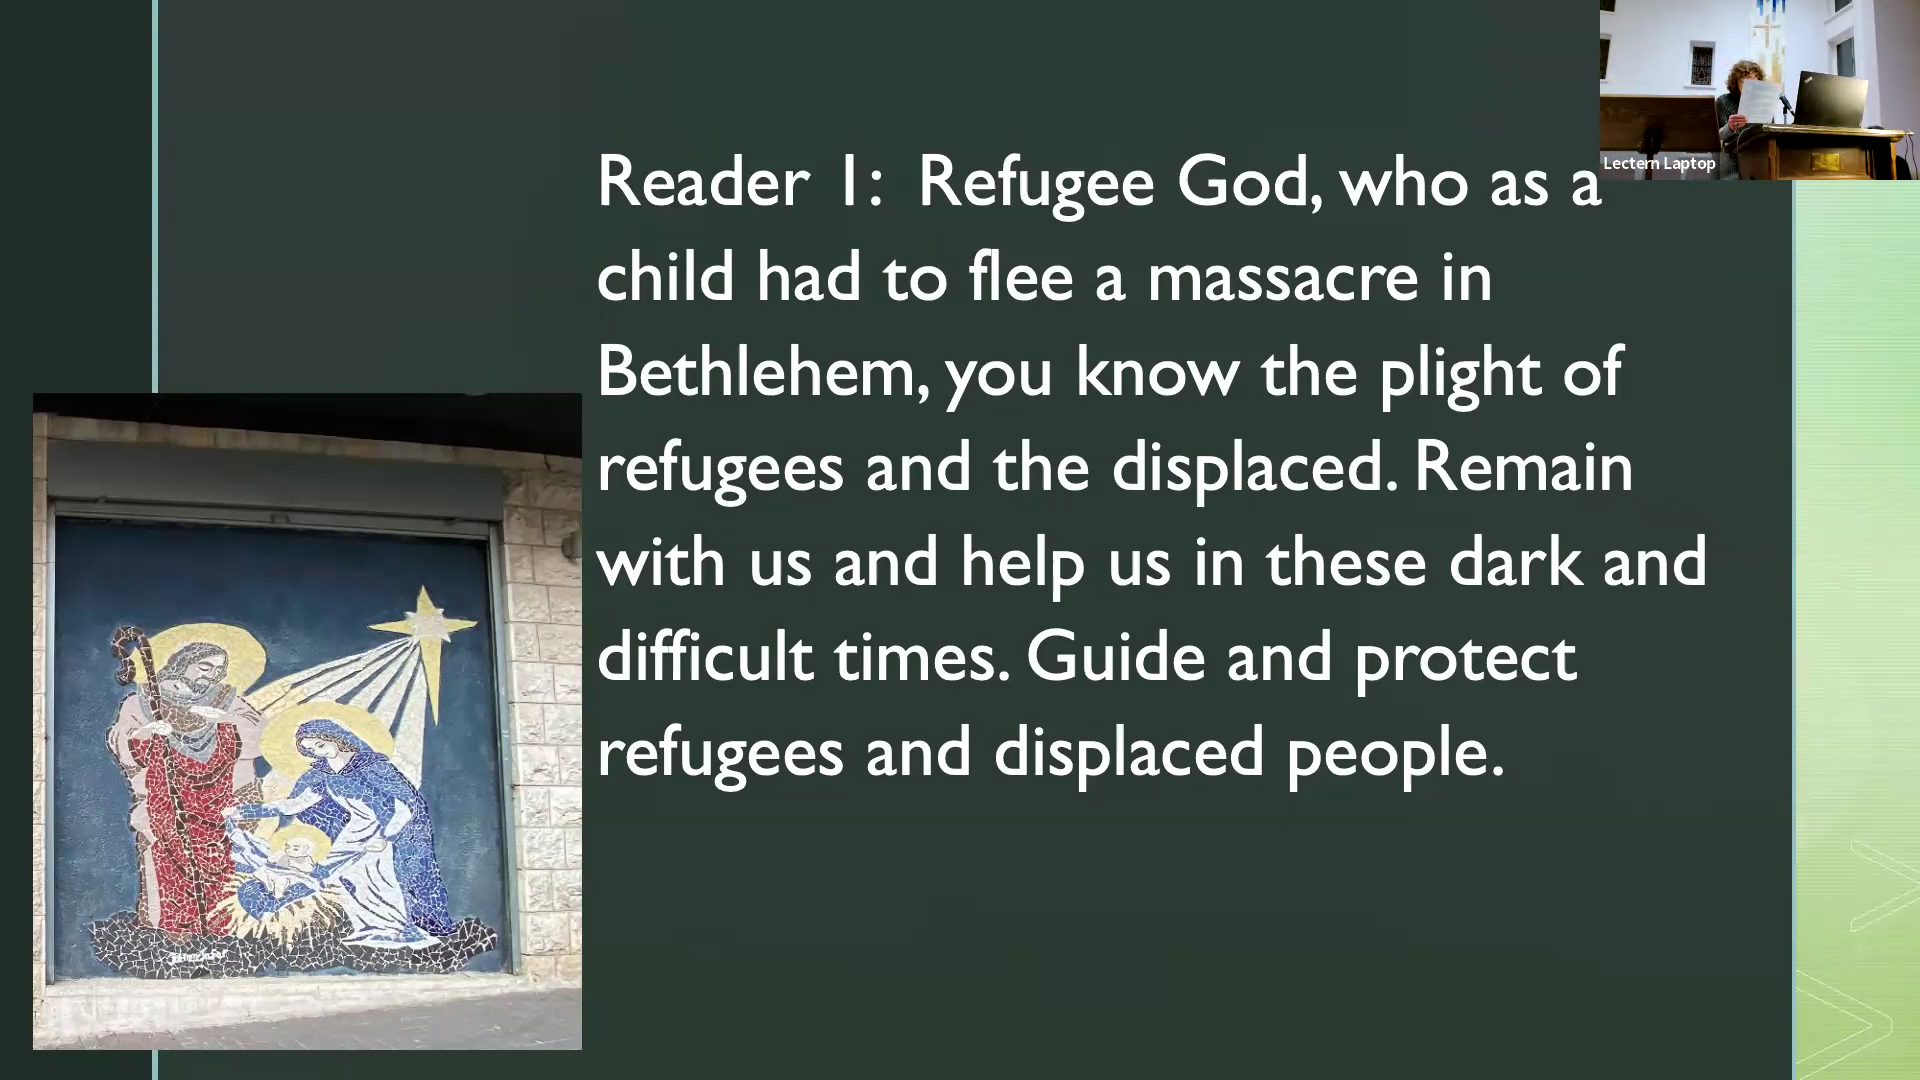 Reader 1: Refugee God, who as a
child had to flee a massacre in
Bethlehem, you know the plight of
refugees and the displaced. Remain
with us and help us in these dark and
difficult times. Guide and protect
refugees and displaced people.
Lectern Laptop